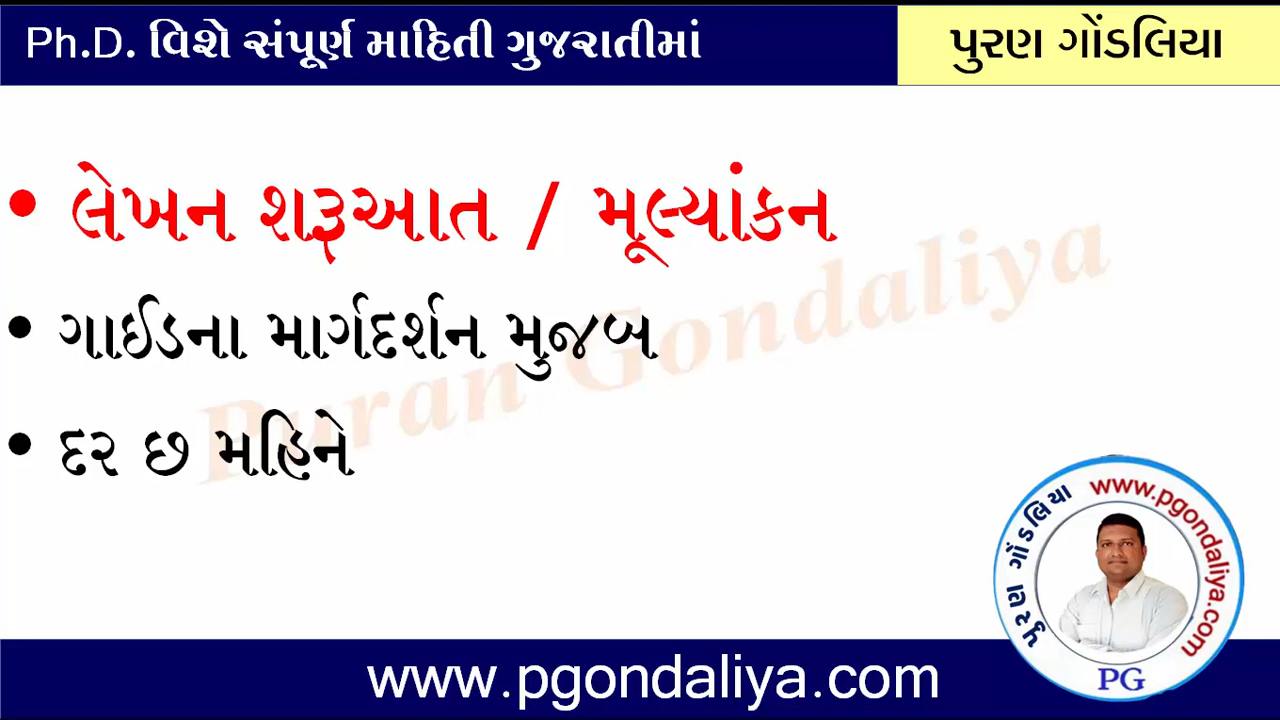 Ph.D. વિશે સંપૂર્ણ માહિતી ગુજરાતીમાં
પુરણ ગોંડલિયા
• લેખન શરૂઆત / મૂલ્યાંકન
• ગાઈડના માર્ગદર્શન મુજબ
• દર છ મહિને
Puran Gondaliya
પુરણ ગોંડલિયા www.pgondaliya.com
PG
www.pgondaliya.com